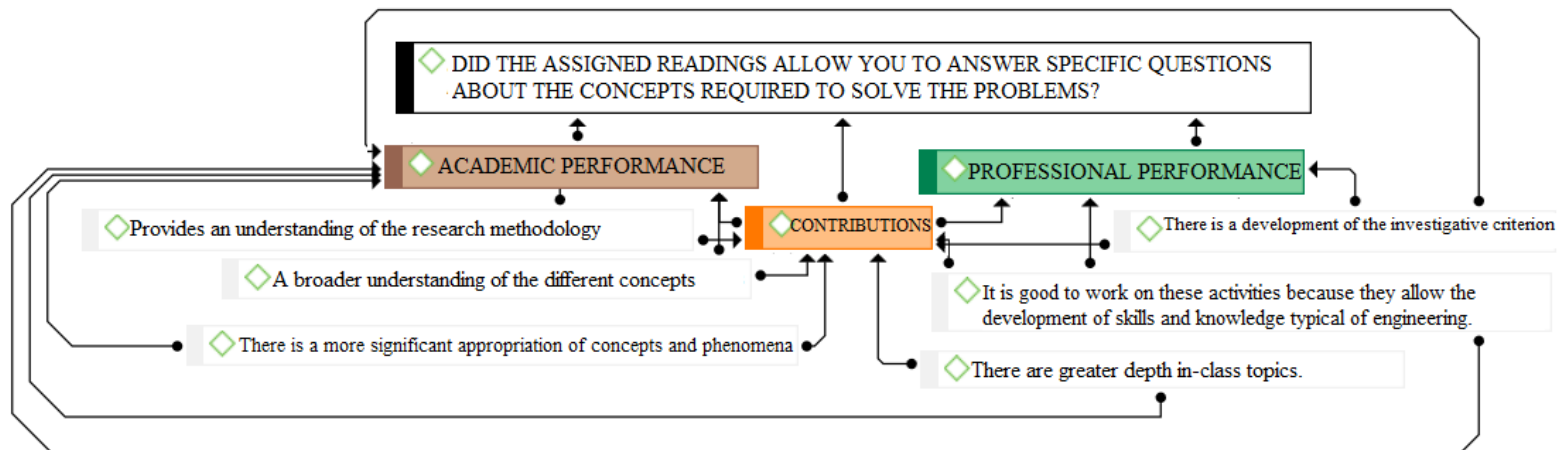 DID THE ASSIGNED READINGS ALLOW YOU TO ANSWER SPECIFIC QUESTIONS
ABOUT THE CONCEPTS REQUIRED TO SOLVE THE PROBLEMS?
ACADEMIC PERFORMANCE
PROFESSIONAL PERFORMANCE
Provides an understanding of the research methodology
CONTRIBUTIONS
There is a development of the investigative criterion
A broader understanding of the different concepts
It is good to work on these activities because they allow the
development of skills and knowledge typical of engineering.
There is a more significant appropriation of concepts and phenomena
There are greater depth in-class topics.